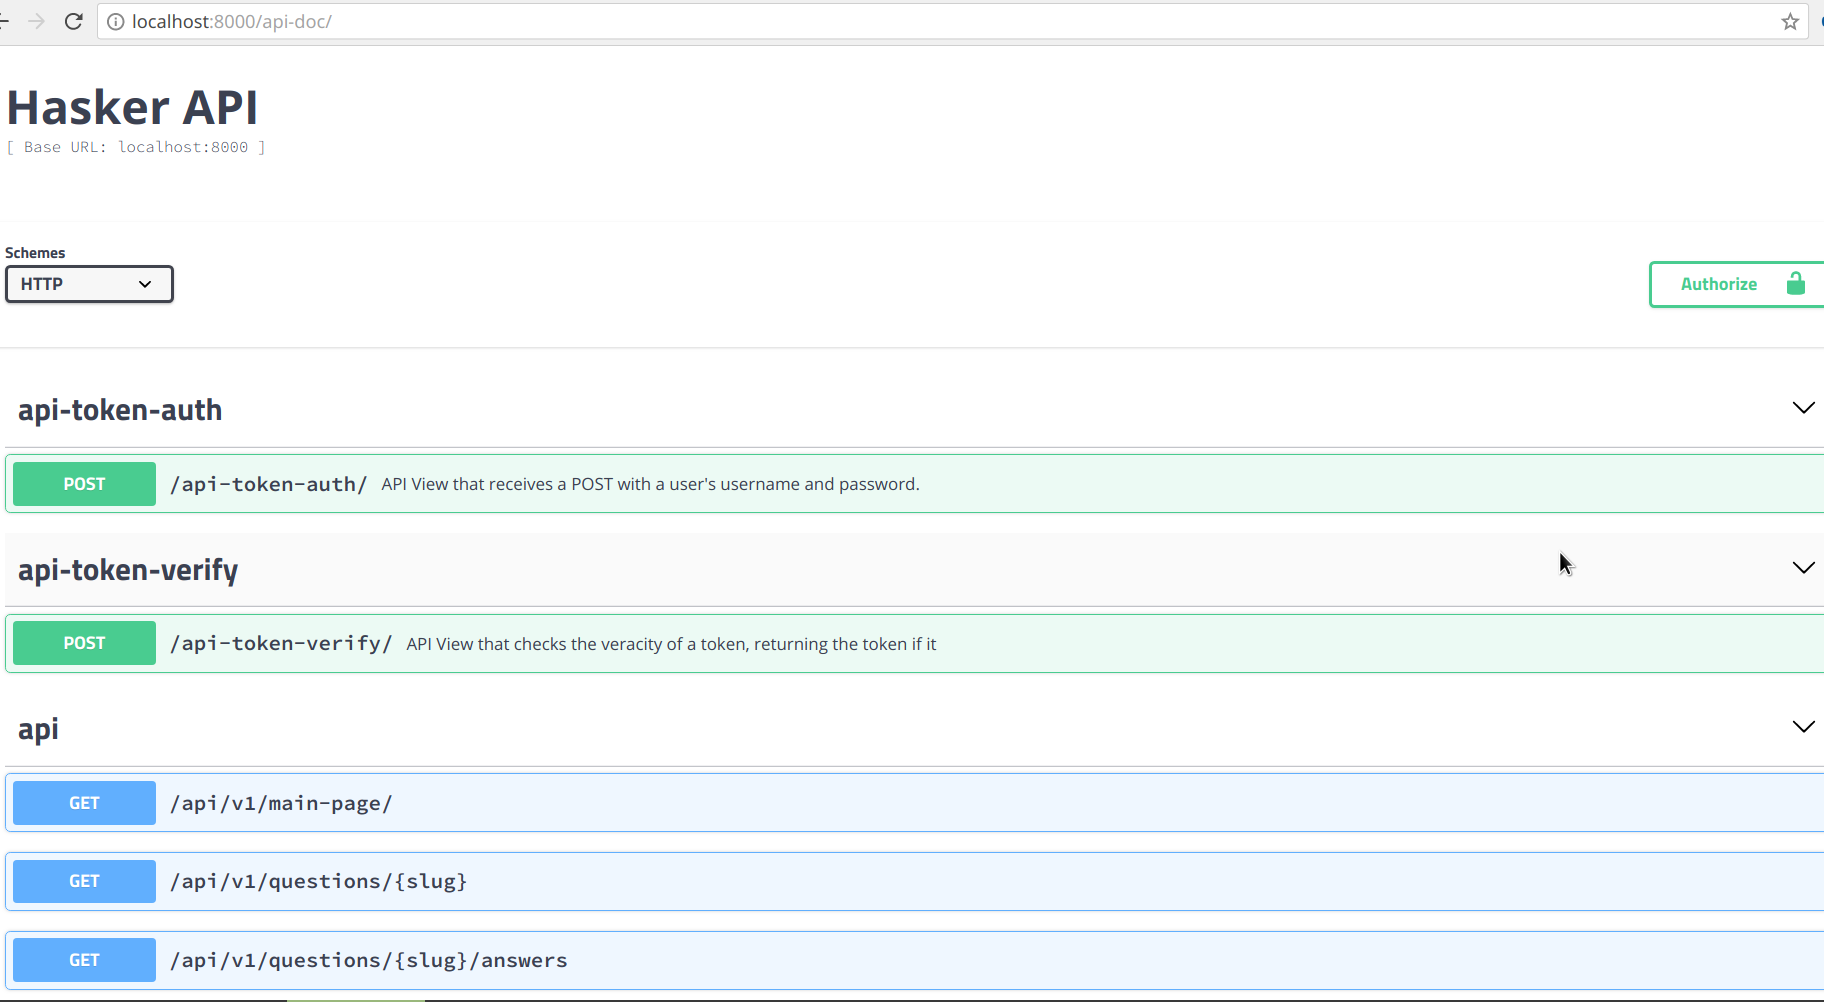 localhost:8000/api-doc/
Hasker API
[ Base URL: localhost:8000 ]
Schemes
HTTP
Authorize
api-token-auth
POST /api-token-auth/ API View that receives a POST with a user's username and password.
api-token-verify
POST /api-token-verify/ API View that checks the veracity of a token, returning the token if it
api
GET /api/v1/main-page/
GET /api/v1/questions/{slug}
GET /api/v1/questions/{slug}/answers